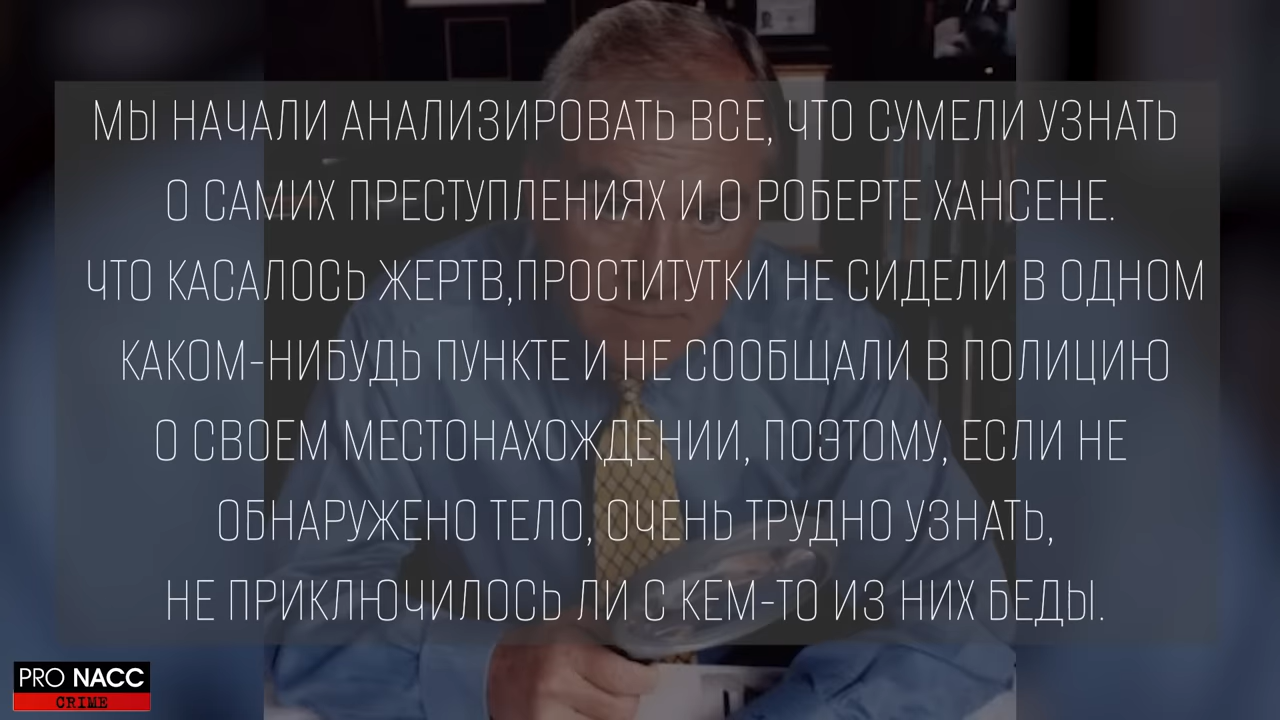 МЫ НАЧАЛИ АНАЛИЗИРОВАТЬ ВСЕ, ЧТО СУМЕЛИ УЗНАТЬ
О САМИХ ПРЕСТУПЛЕНИЯХ И О РОБЕРТЕ ХАНСЕНЕ.
ЧТО КАСАЛОСЬ ЖЕРТВ,ПРОСТИТУТКИ НЕ СИДЕЛИ В ОДНОМ
КАКОМ-НИБУДЬ ПУНКТЕ И НЕ СООБЩАЛИ В ПОЛИЦИЮ
О СВОЕМ МЕСТОНАХОЖДЕНИИ, ПОЭТОМУ, ЕСЛИ НЕ
ОБНАРУЖЕНО ТЕЛО, ОЧЕНЬ ТРУДНО УЗНАТЬ,
НЕ ПРИКЛЮЧИЛОСЬ ЛИ С КЕМ-ТО ИЗ НИХ БЕДЫ.
PRO NACC
CRIME